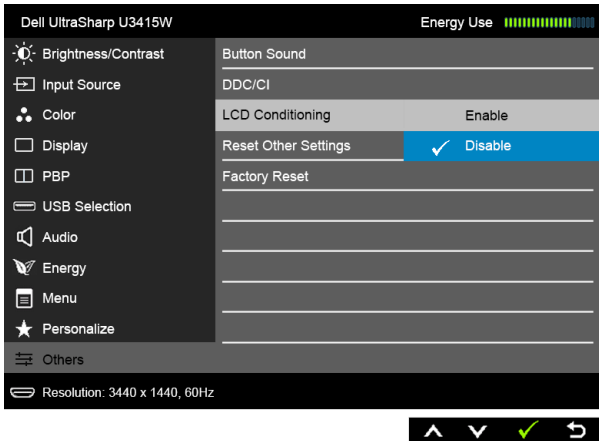 Dell UltraSharp U3415W Energy Use
Brightness/Contrast Button Sound
Input Source DDC/CI
Color LCD Conditioning Enable
Display Reset Other Settings Disable
PBP Factory Reset
USB Selection
Audio
Energy
Menu
Personalize
Others
Resolution: 3440 x 1440, 60Hz